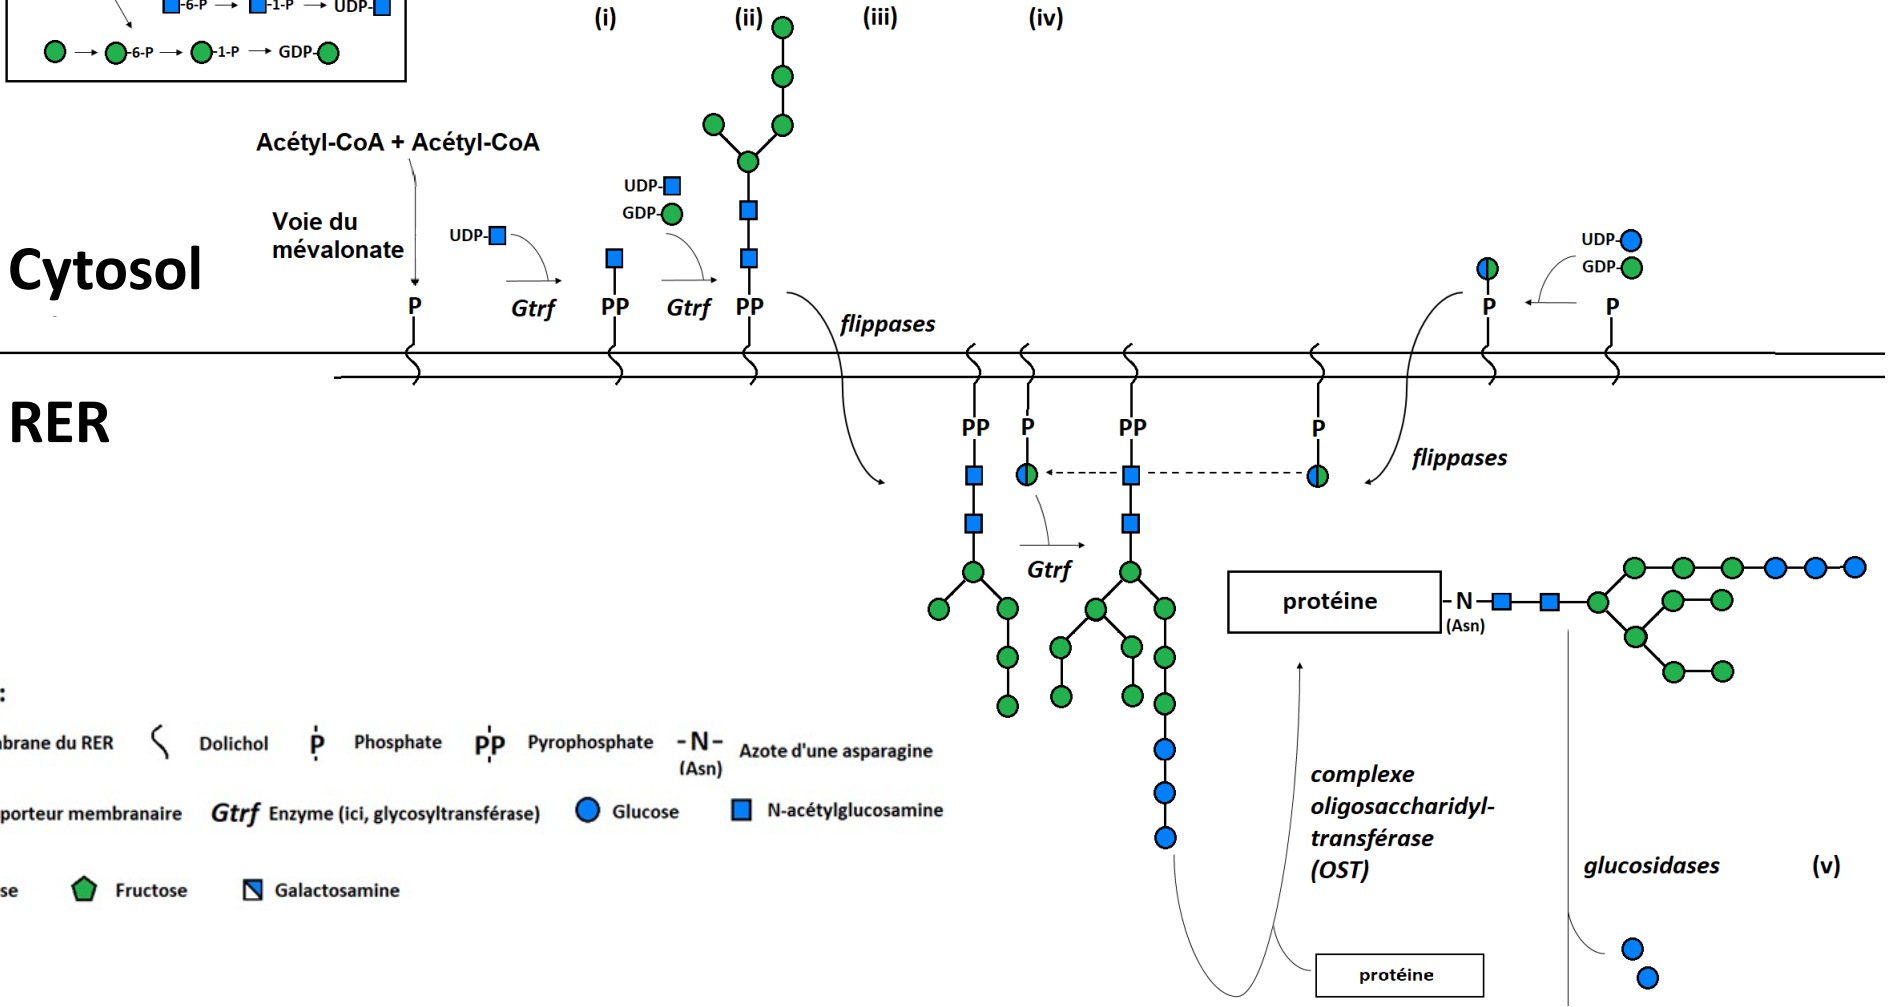 -6-P
-1-P
UDP-
-6-P
-1-P
GDP-
(i)
(ii)
(iii)
(iv)
Acétyl-CoA + Acétyl-CoA
Voie du
mévalonate
UDP-
UDP-
GDP-
UDP-
GDP-
Cytosol
P
Gtrf
PP
Gtrf
PP
flippases
P
P
RER
PP
P
PP
P
flippases
Gtrf
protéine
-N-
(Asn)
:
brane du RER
Dolichol
P
Phosphate
PP
Pyrophosphate
-N-
(Asn)
Azote d'une asparagine
porteur membranaire
Gtrf
Enzyme (ici, glycosyltransférase)
Glucose
N-acétylglucosamine
se
Fructose
Galactosamine
complexe
oligosaccharidyl-
transférase
(OST)
glucosidases
(v)
protéine